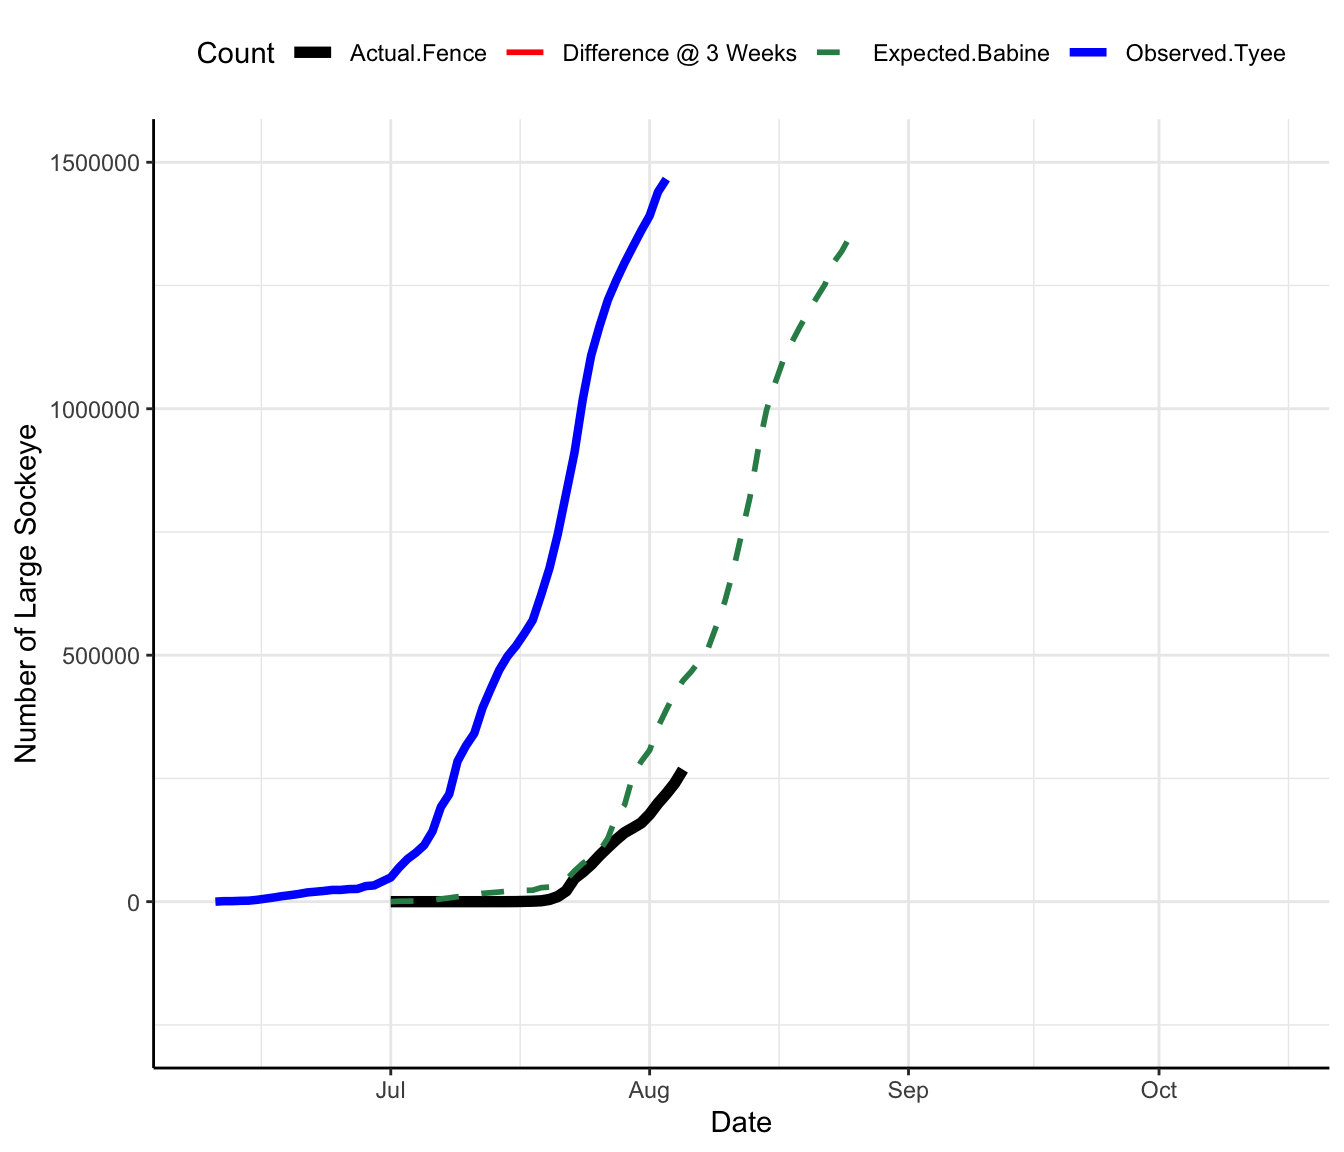 Count Actual.Fence Difference @ 3 Weeks Expected.Babine Observed.Tyee
1500000
1000000
500000
0
Number of Large Sockeye
Jul Aug Sep Oct
Date